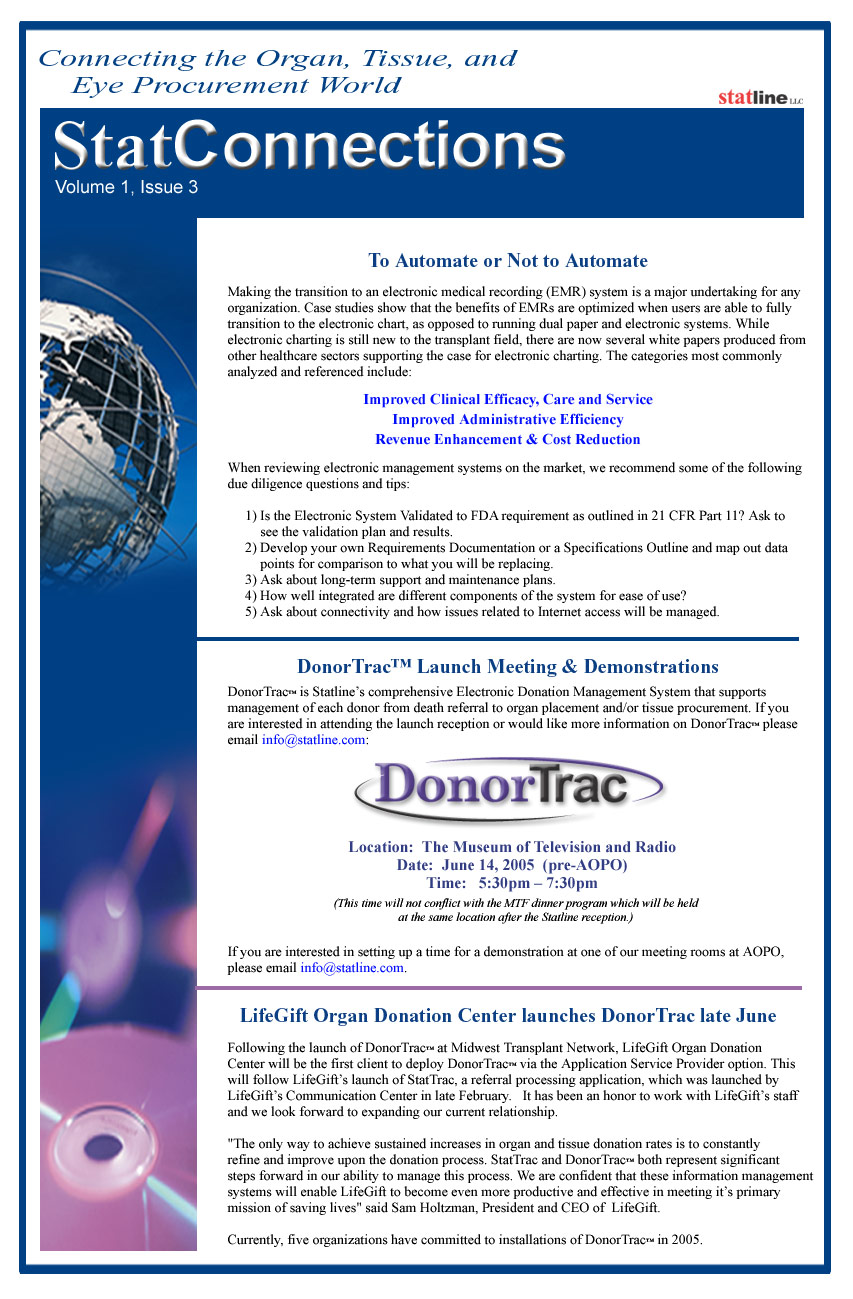 Connecting the Organ, Tissue, and
Eye Procurement World
statline LLC
StatConnections
Volume 1, Issue 3
To Automate or Not to Automate
Making the transition to an electronic medical recording (EMR) system is a major undertaking for any
organization. Case studies show that the benefits of EMRs are optimized when users are able to fully
transition to the electronic chart, as opposed to running dual paper and electronic systems. While
electronic charting is still new to the transplant field, there are now several white papers produced from
other healthcare sectors supporting the case for electronic charting. The categories most commonly
analyzed and referenced include:
Improved Clinical Efficacy, Care and Service
Improved Administrative Efficiency
Revenue Enhancement & Cost Reduction
When reviewing electronic management systems on the market, we recommend some of the following
due diligence questions and tips:
1) Is the Electronic System Validated to FDA requirement as outlined in 21 CFR Part 11? Ask to
see the validation plan and results.
2) Develop your own Requirements Documentation or a Specifications Outline and map out data
points for comparison to what you will be replacing.
3) Ask about long-term support and maintenance plans.
4) How well integrated are different components of the system for ease of use?
5) Ask about connectivity and how issues related to Internet access will be managed.
DonorTrac™ Launch Meeting & Demonstrations
DonorTrac™ is Statline’s comprehensive Electronic Donation Management System that supports
management of each donor from death referral to organ placement and/or tissue procurement. If you
are interested in attending the launch reception or would like more information on DonorTrac™ please
email info@statline.com:
DonorTrac
Location:  The Museum of Television and Radio
Date:  June 14, 2005  (pre-AOPO)
Time:   5:30pm – 7:30pm
(This time will not conflict with the MTF dinner program which will be held
at the same location after the Statline reception.)
If you are interested in setting up a time for a demonstration at one of our meeting rooms at AOPO,
please email info@statline.com.
LifeGift Organ Donation Center launches DonorTrac late June
Following the launch of DonorTrac™ at Midwest Transplant Network, LifeGift Organ Donation
Center will be the first client to deploy DonorTrac™ via the Application Service Provider option. This
will follow LifeGift’s launch of StatTrac, a referral processing application, which was launched by
LifeGift’s Communication Center in late February.   It has been an honor to work with LifeGift’s staff
and we look forward to expanding our current relationship.
"The only way to achieve sustained increases in organ and tissue donation rates is to constantly
refine and improve upon the donation process. StatTrac and DonorTrac™ both represent significant
steps forward in our ability to manage this process. We are confident that these information management
systems will enable LifeGift to become even more productive and effective in meeting it’s primary
mission of saving lives" said Sam Holtzman, President and CEO of  LifeGift.
Currently, five organizations have committed to installations of DonorTrac™ in 2005.